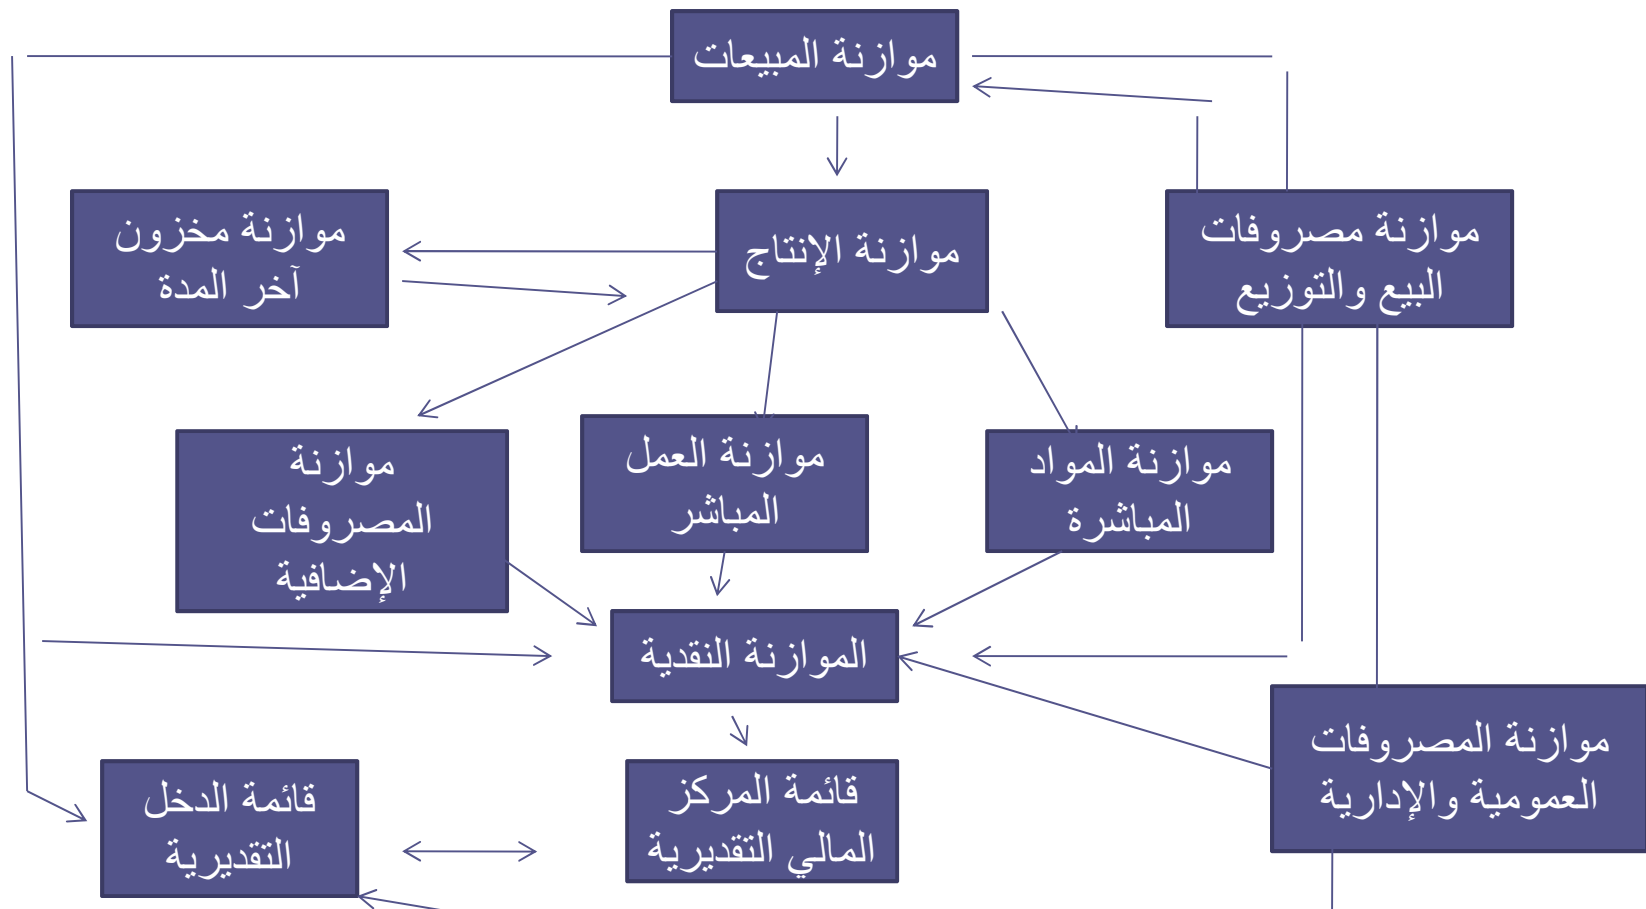 موازنة المبيعات
موازنة مصروفات
البيع والتوزيع
موازنة الإنتاج
موازنة مخزون
آخر المدة
موازنة المواد
المباشرة
موازنة العمل
المباشر
موازنة
المصروفات
الإضافية
الموازنة النقدية
موازنة المصروفات
العمومية والإدارية
قائمة المركز
المالي التقديرية
قائمة الدخل
التقديرية